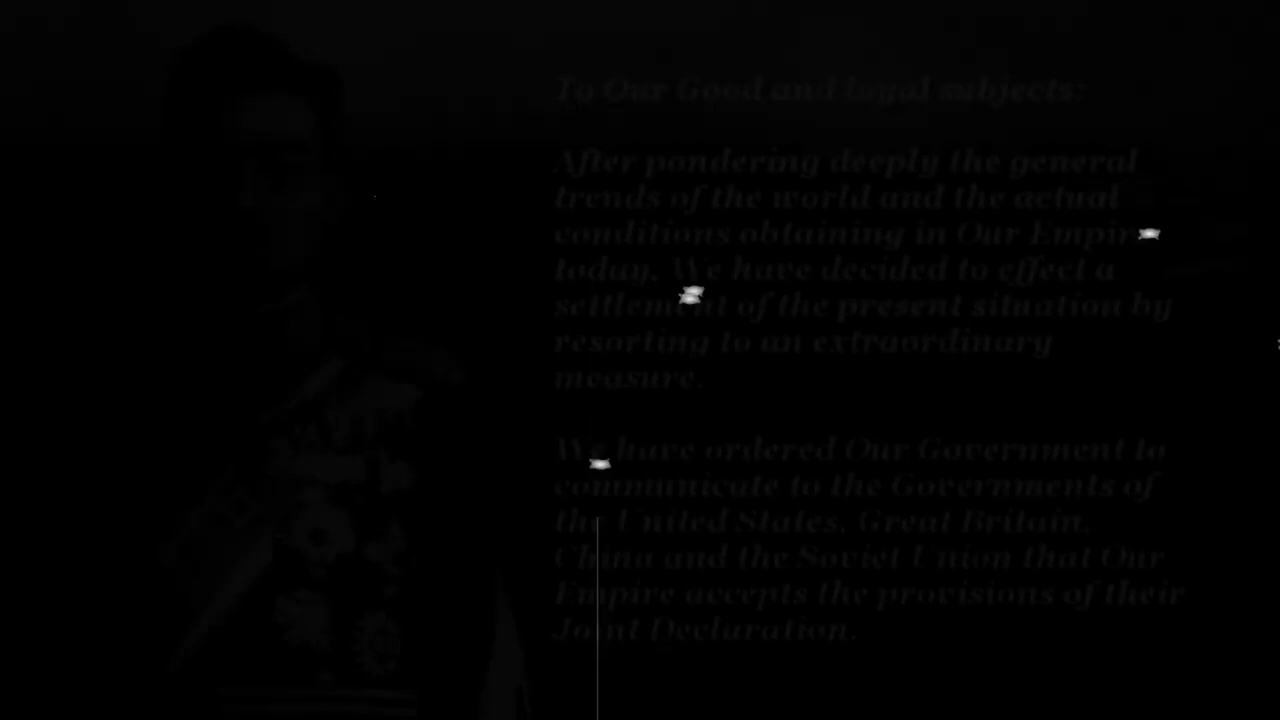 To Our Good and loyal subjects:
After pondering deeply the general
trends of the world and the actual
conditions obtaining in Our Empire
today, We have decided to effect a
settlement of the present situation by
resorting to an extraordinary
measure.
We have ordered Our Government to
communicate to the Governments of
the United States, Great Britain,
China and the Soviet Union that Our
Empire accepts the provisions of their
Joint Declaration.